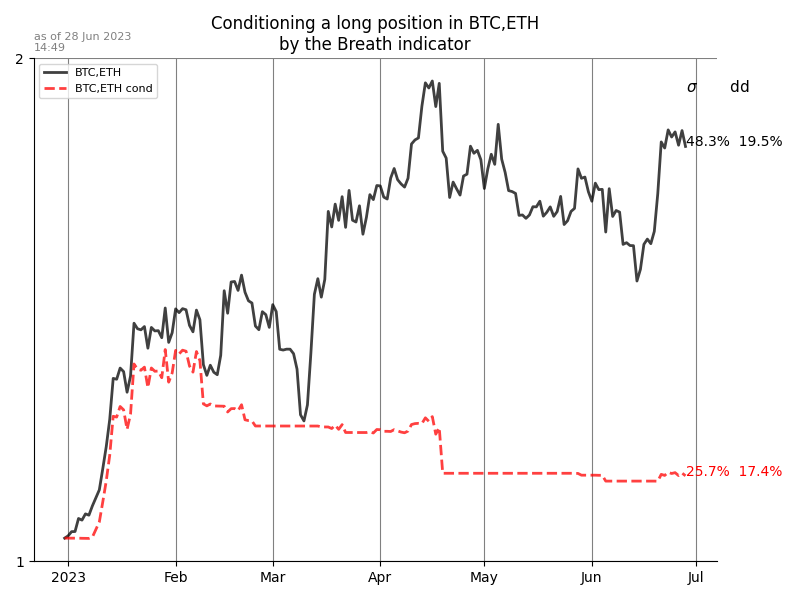 Conditioning a long position in BTC,ETH
by the Breath indicator
as of 28 Jun 2023
14:49
2
BTC,ETH
BTC,ETH cond
σ dd
48.3% 19.5%
25.7% 17.4%
1
2023 Feb Mar Apr May Jun Jul